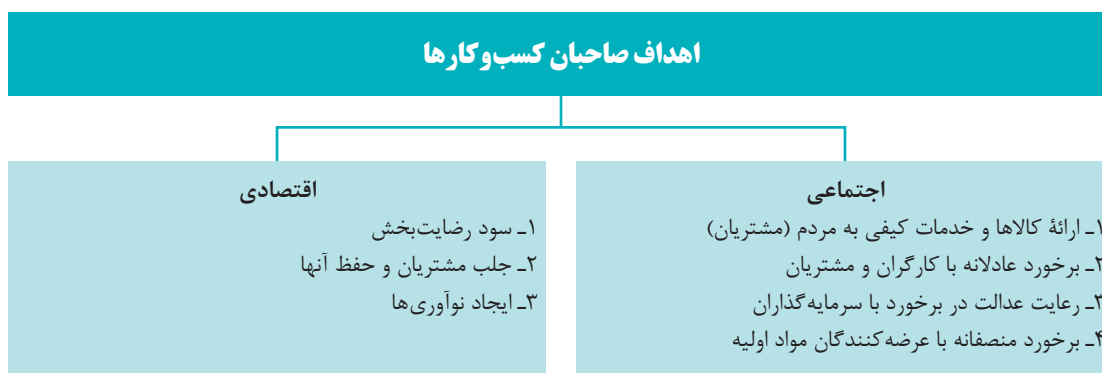 اهداف صاحبان کسب‌وکارها
اجتماعی
۱ـ ارائهٔ کالاها و خدمات کیفی به مردم (مشتریان)
۲ـ برخورد عادلانه با کارگران و مشتریان
۳ـ رعایت عدالت در برخورد با سرمایه‌گذاران
۴ـ برخورد منصفانه با عرضه‌کنندگان مواد اولیه
اقتصادی
۱ـ سود رضایت‌بخش
۲ـ جلب مشتریان و حفظ آنها
۳ـ ایجاد نوآوری‌ها